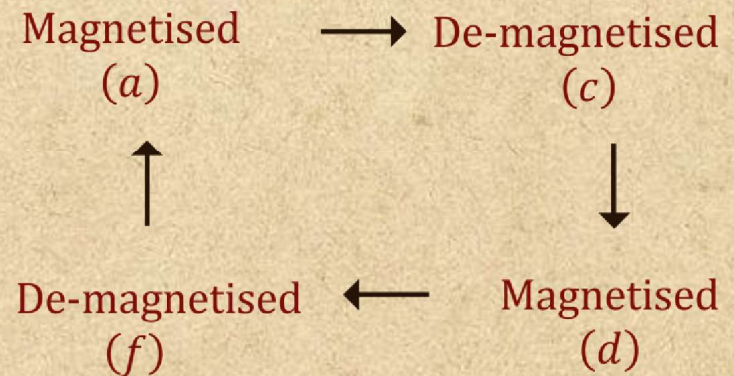 Magnetised
(a)
De-magnetised
(c)
De-magnetised
(f)
Magnetised
(d)